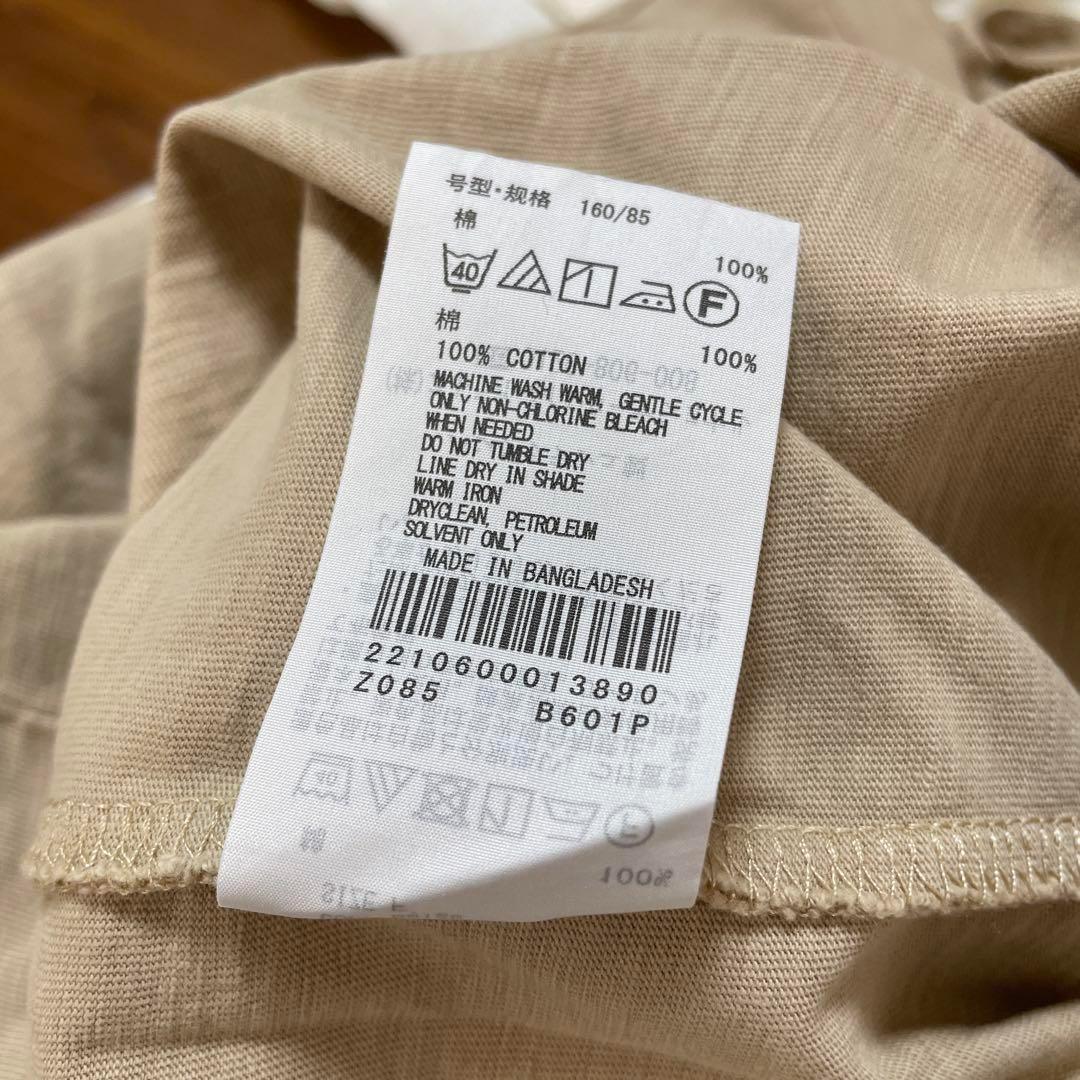 号型·规格 160/85
棉 100%
40 F
棉 100%
100% COTTON
MACHINE WASH WARM, GENTLE CYCLE
ONLY NON-CHLORINE BLEACH
WHEN NEEDED
DO NOT TUMBLE DRY
LINE DRY IN SHADE
WARM IRON
DRYCLEAN, PETROLEUM
SOLVENT ONLY
MADE IN BANGLADESH
2210600013890
Z085 B601P